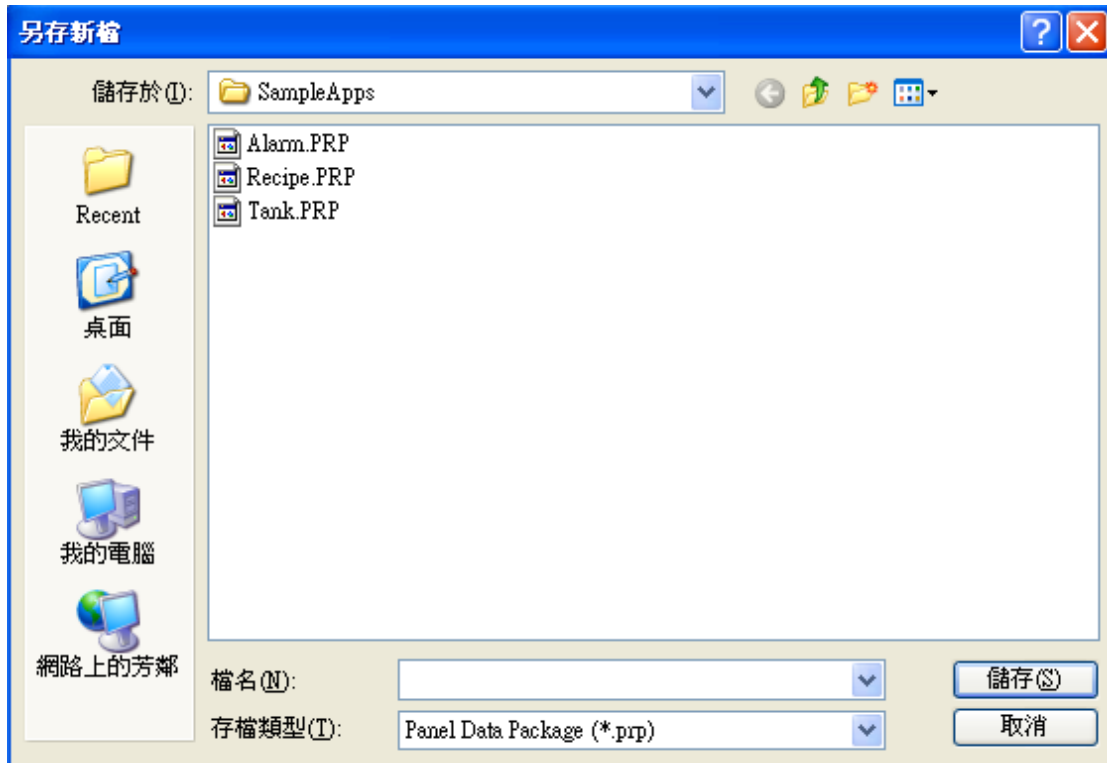 另存新檔
儲存於(I): SampleApps
Alarm.PRP
Recipe.PRP
Tank.PRP
Recent
桌面
我的文件
我的電腦
網路上的芳鄰
檔名(N): 儲存(S)
存檔類型(T): Panel Data Package (*.prp) 取消